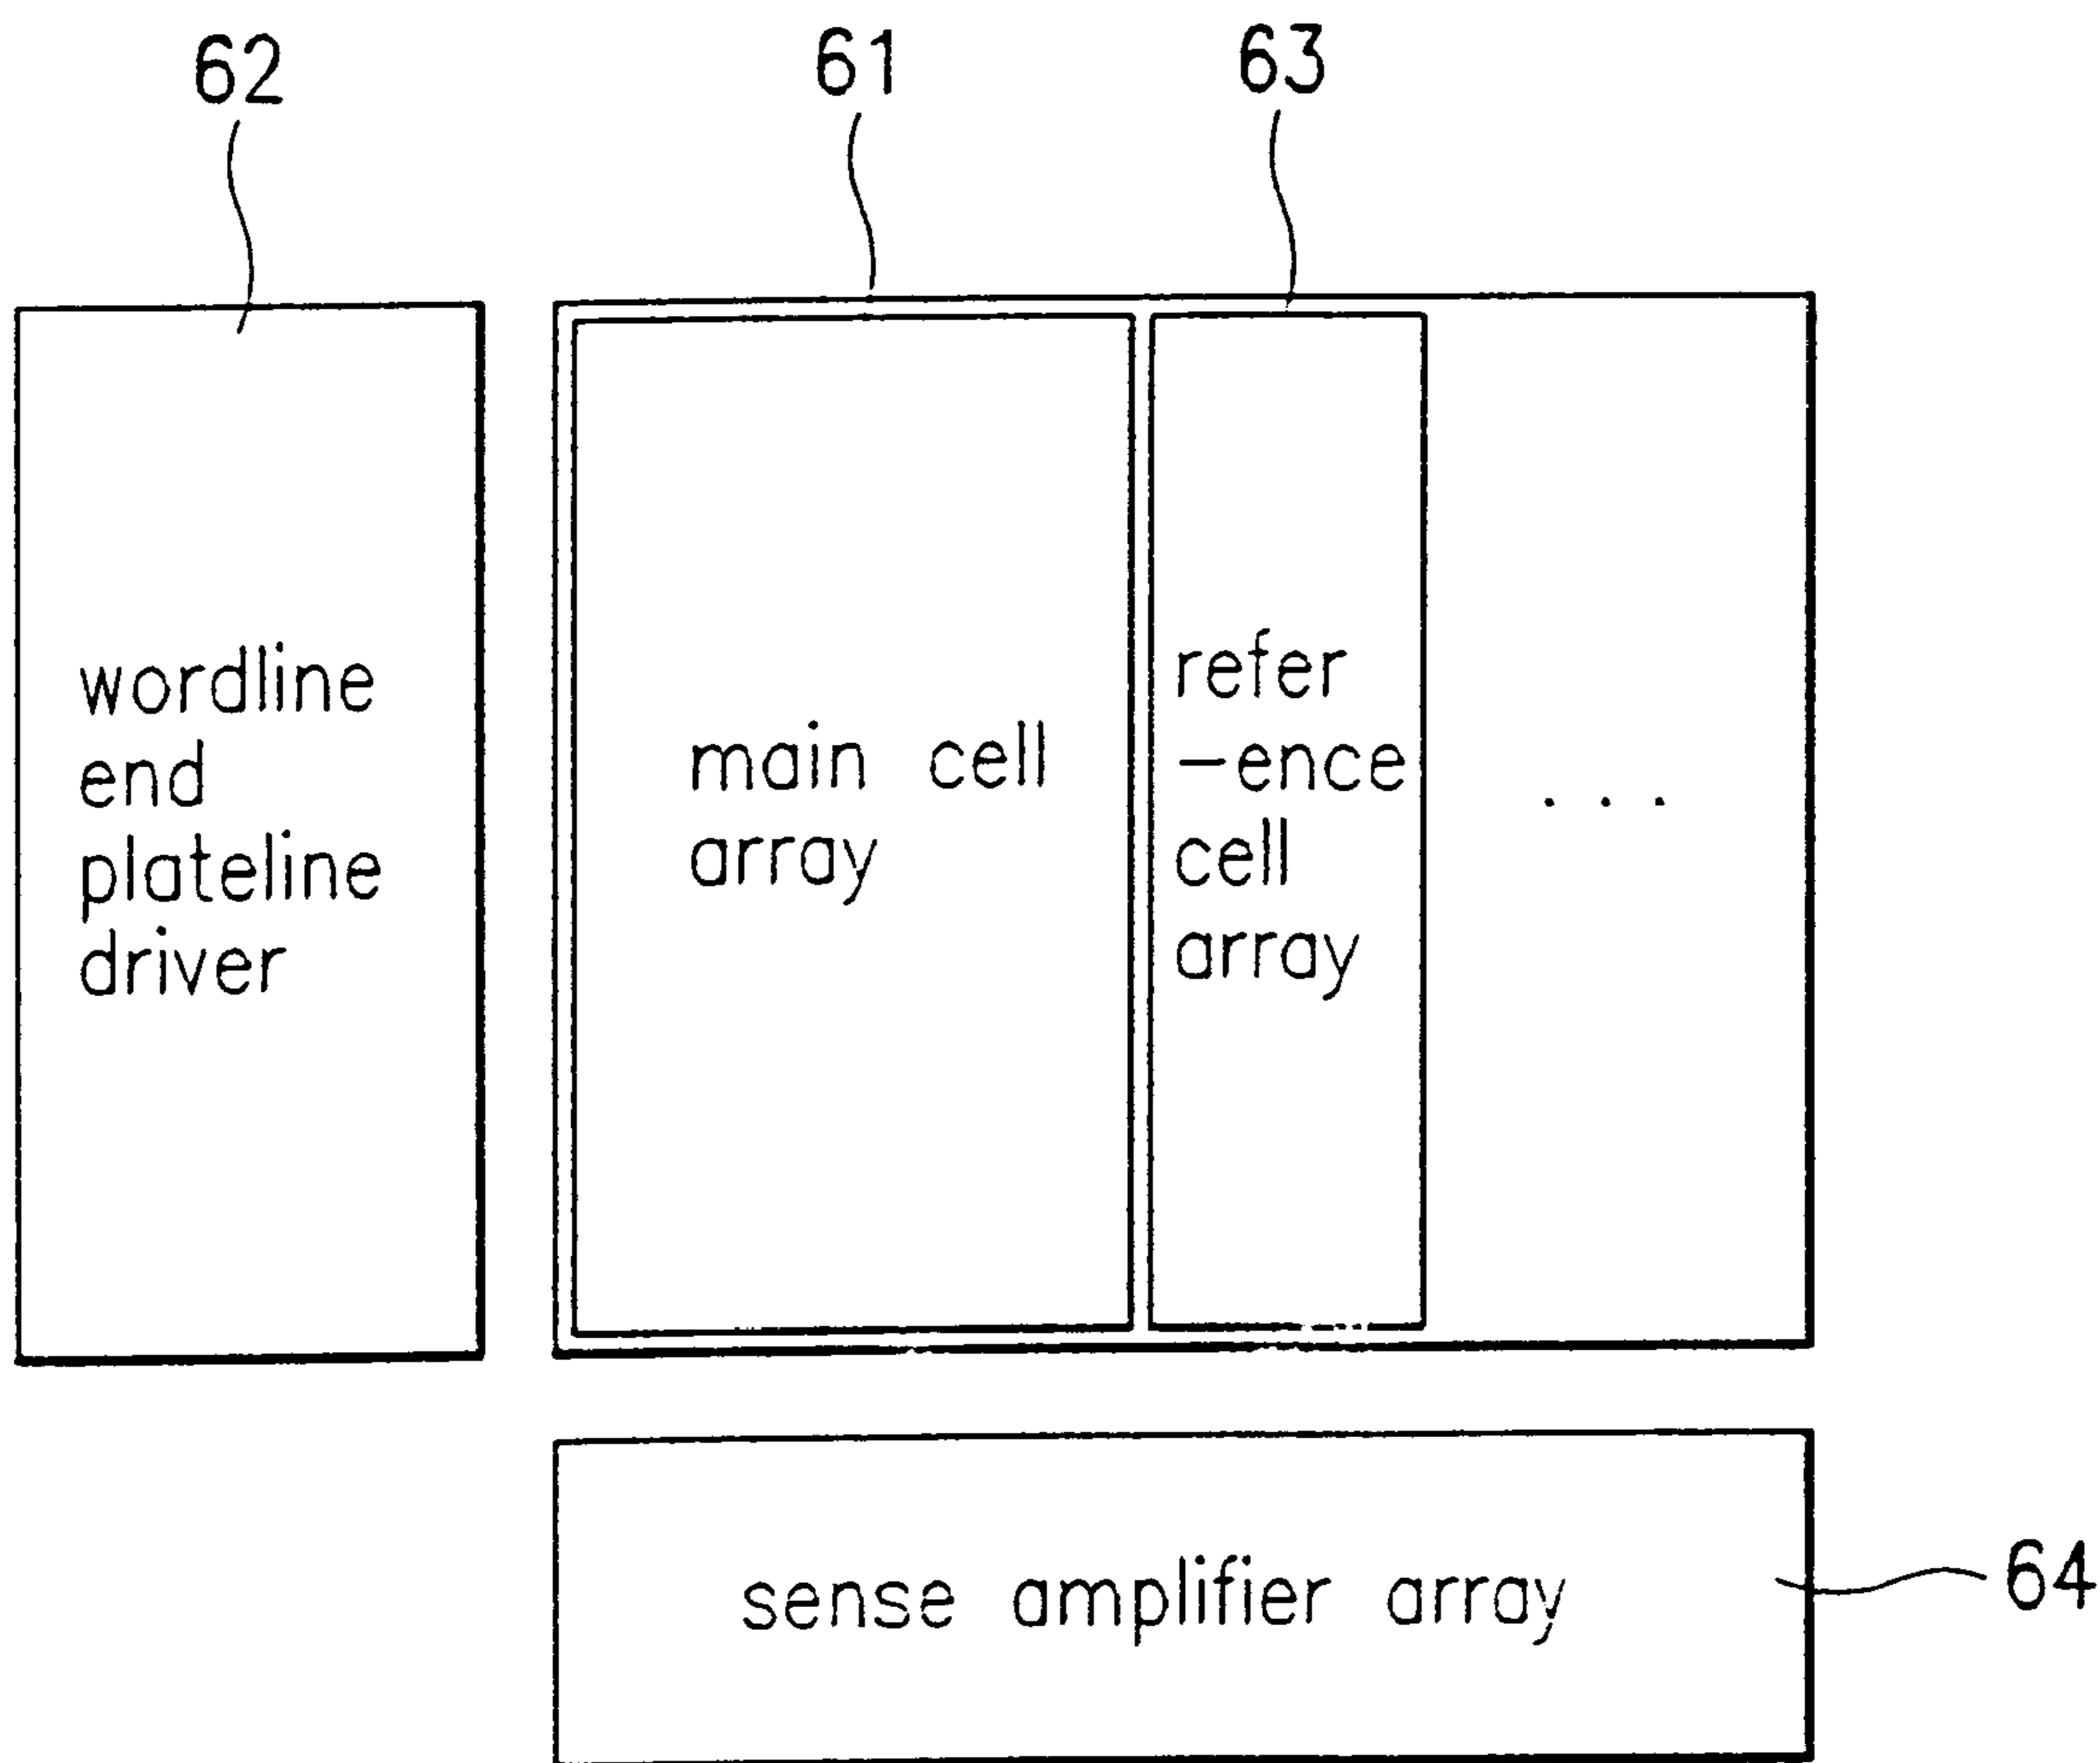 62
61
63
wordline
end
plateline
driver
main cell
array
refer
-ence
cell
array
. . .
sense amplifier array
64